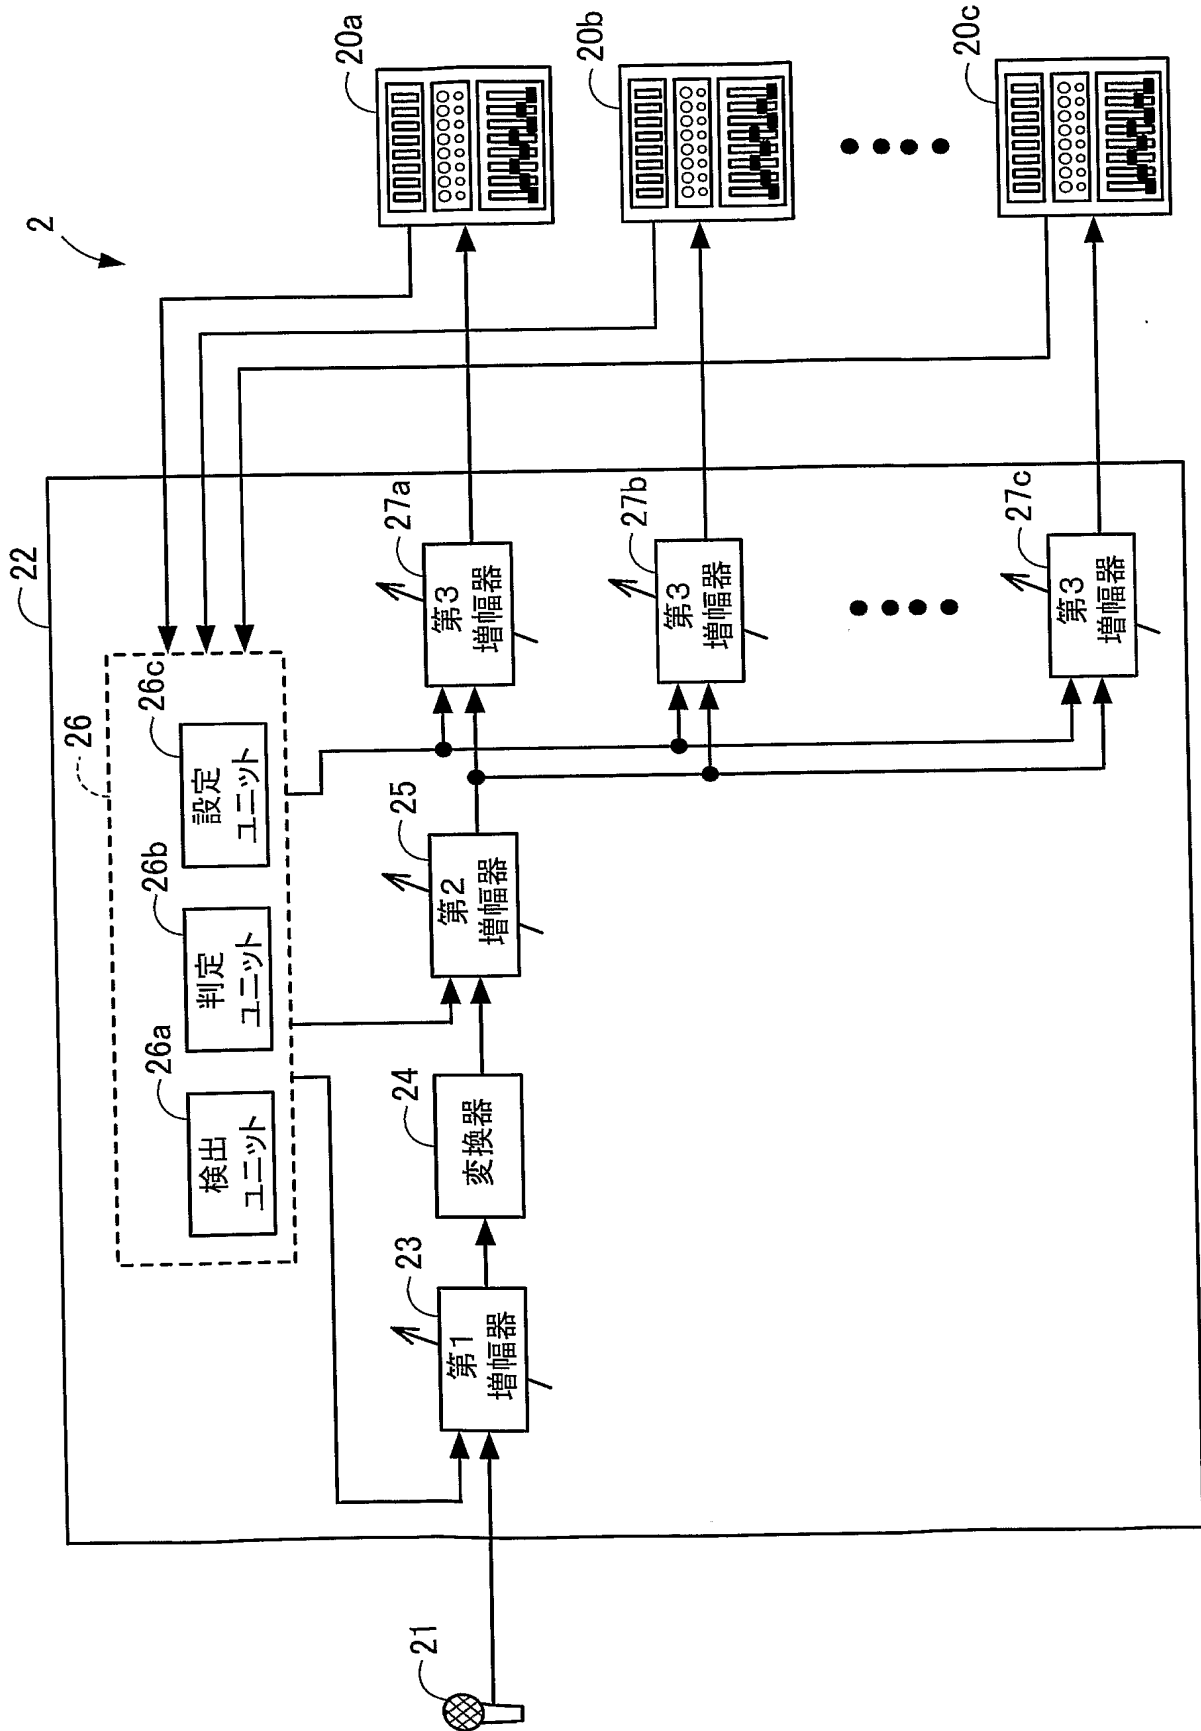 2
22
26
26a
検出
ユニット
26b
判定
ユニット
26c
設定
ユニット
21
23
第1
増幅器
24
変換器
25
第2
増幅器
27a
第3
増幅器
27b
第3
増幅器
27c
第3
増幅器
20a
20b
20c